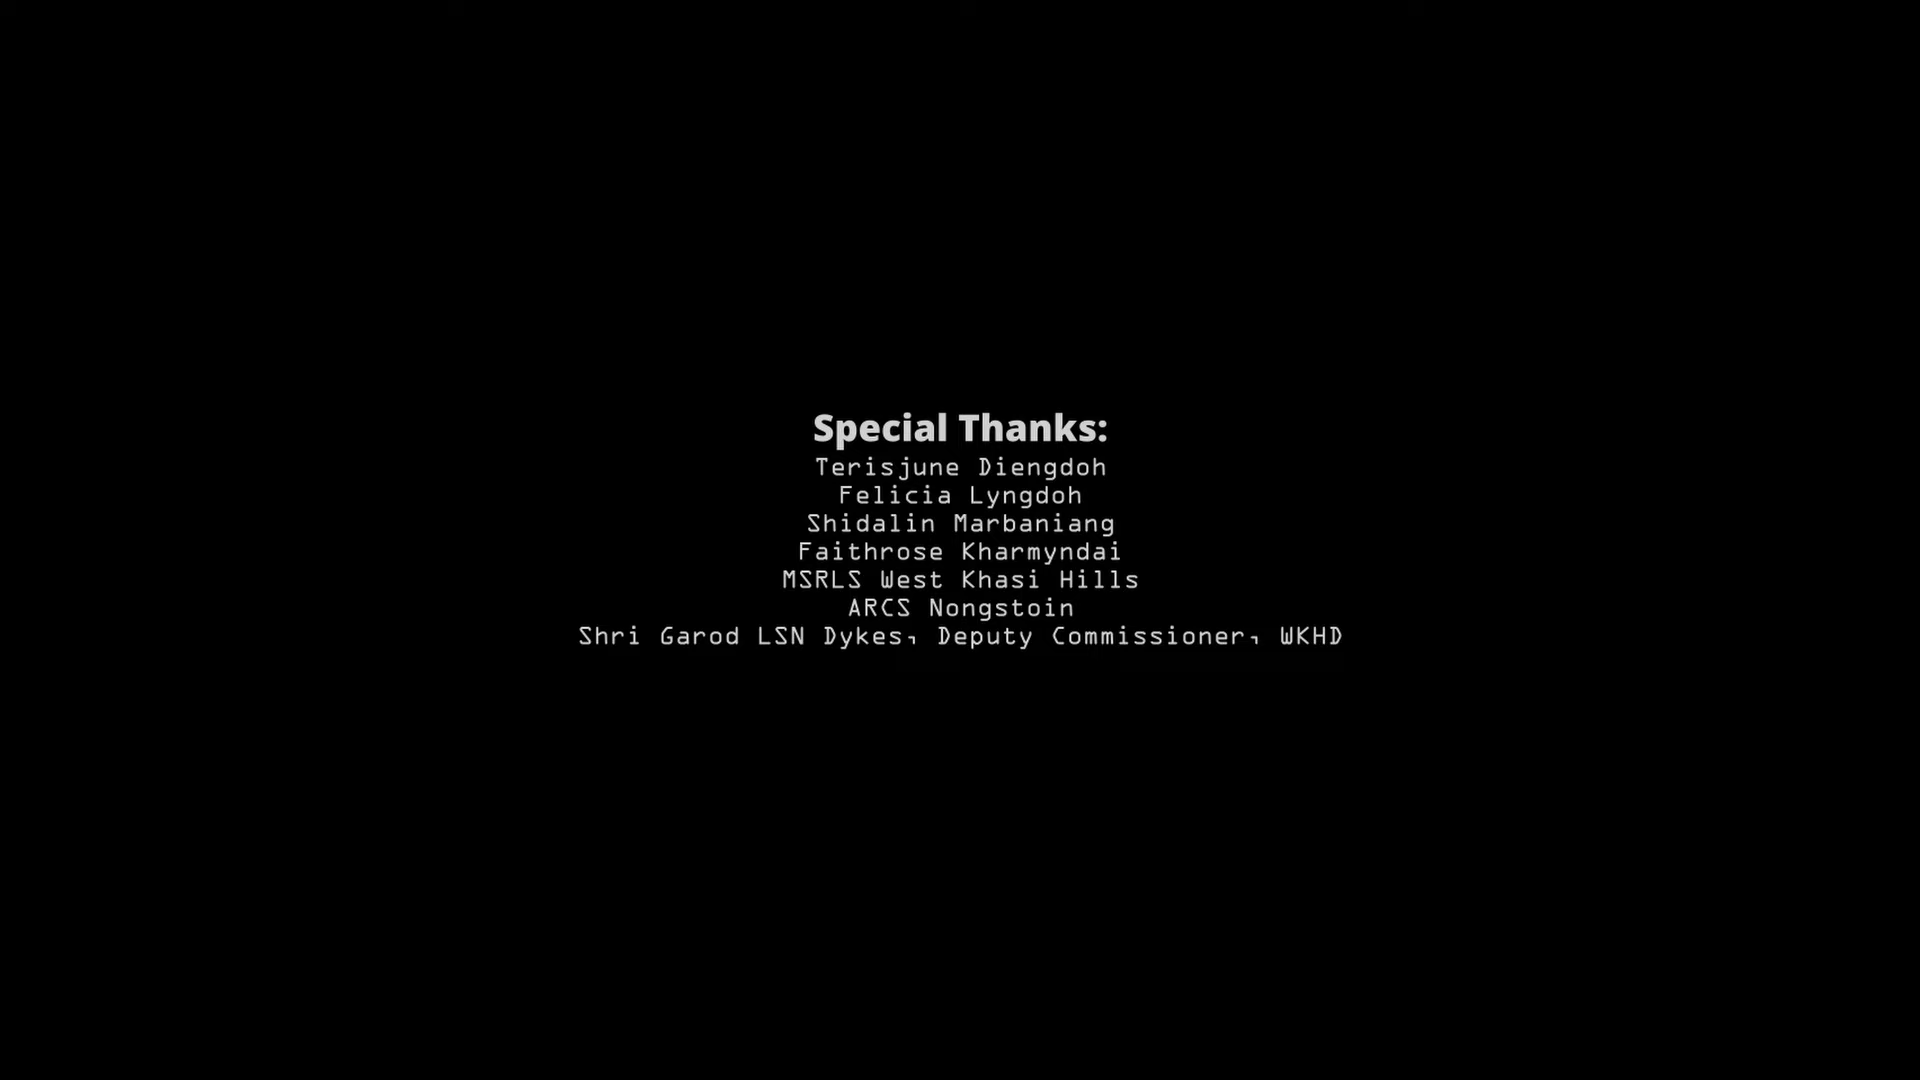 Special Thanks:
Terisjune Diengdoh
Felicia Lyngdoh
Shidalin Marbaniang
Faithrose Kharmyndai
MSRLS West Khasi Hills
ARCS Nongstoin
Shri Garod LSN Dykes, Deputy Commissioner, WKHD